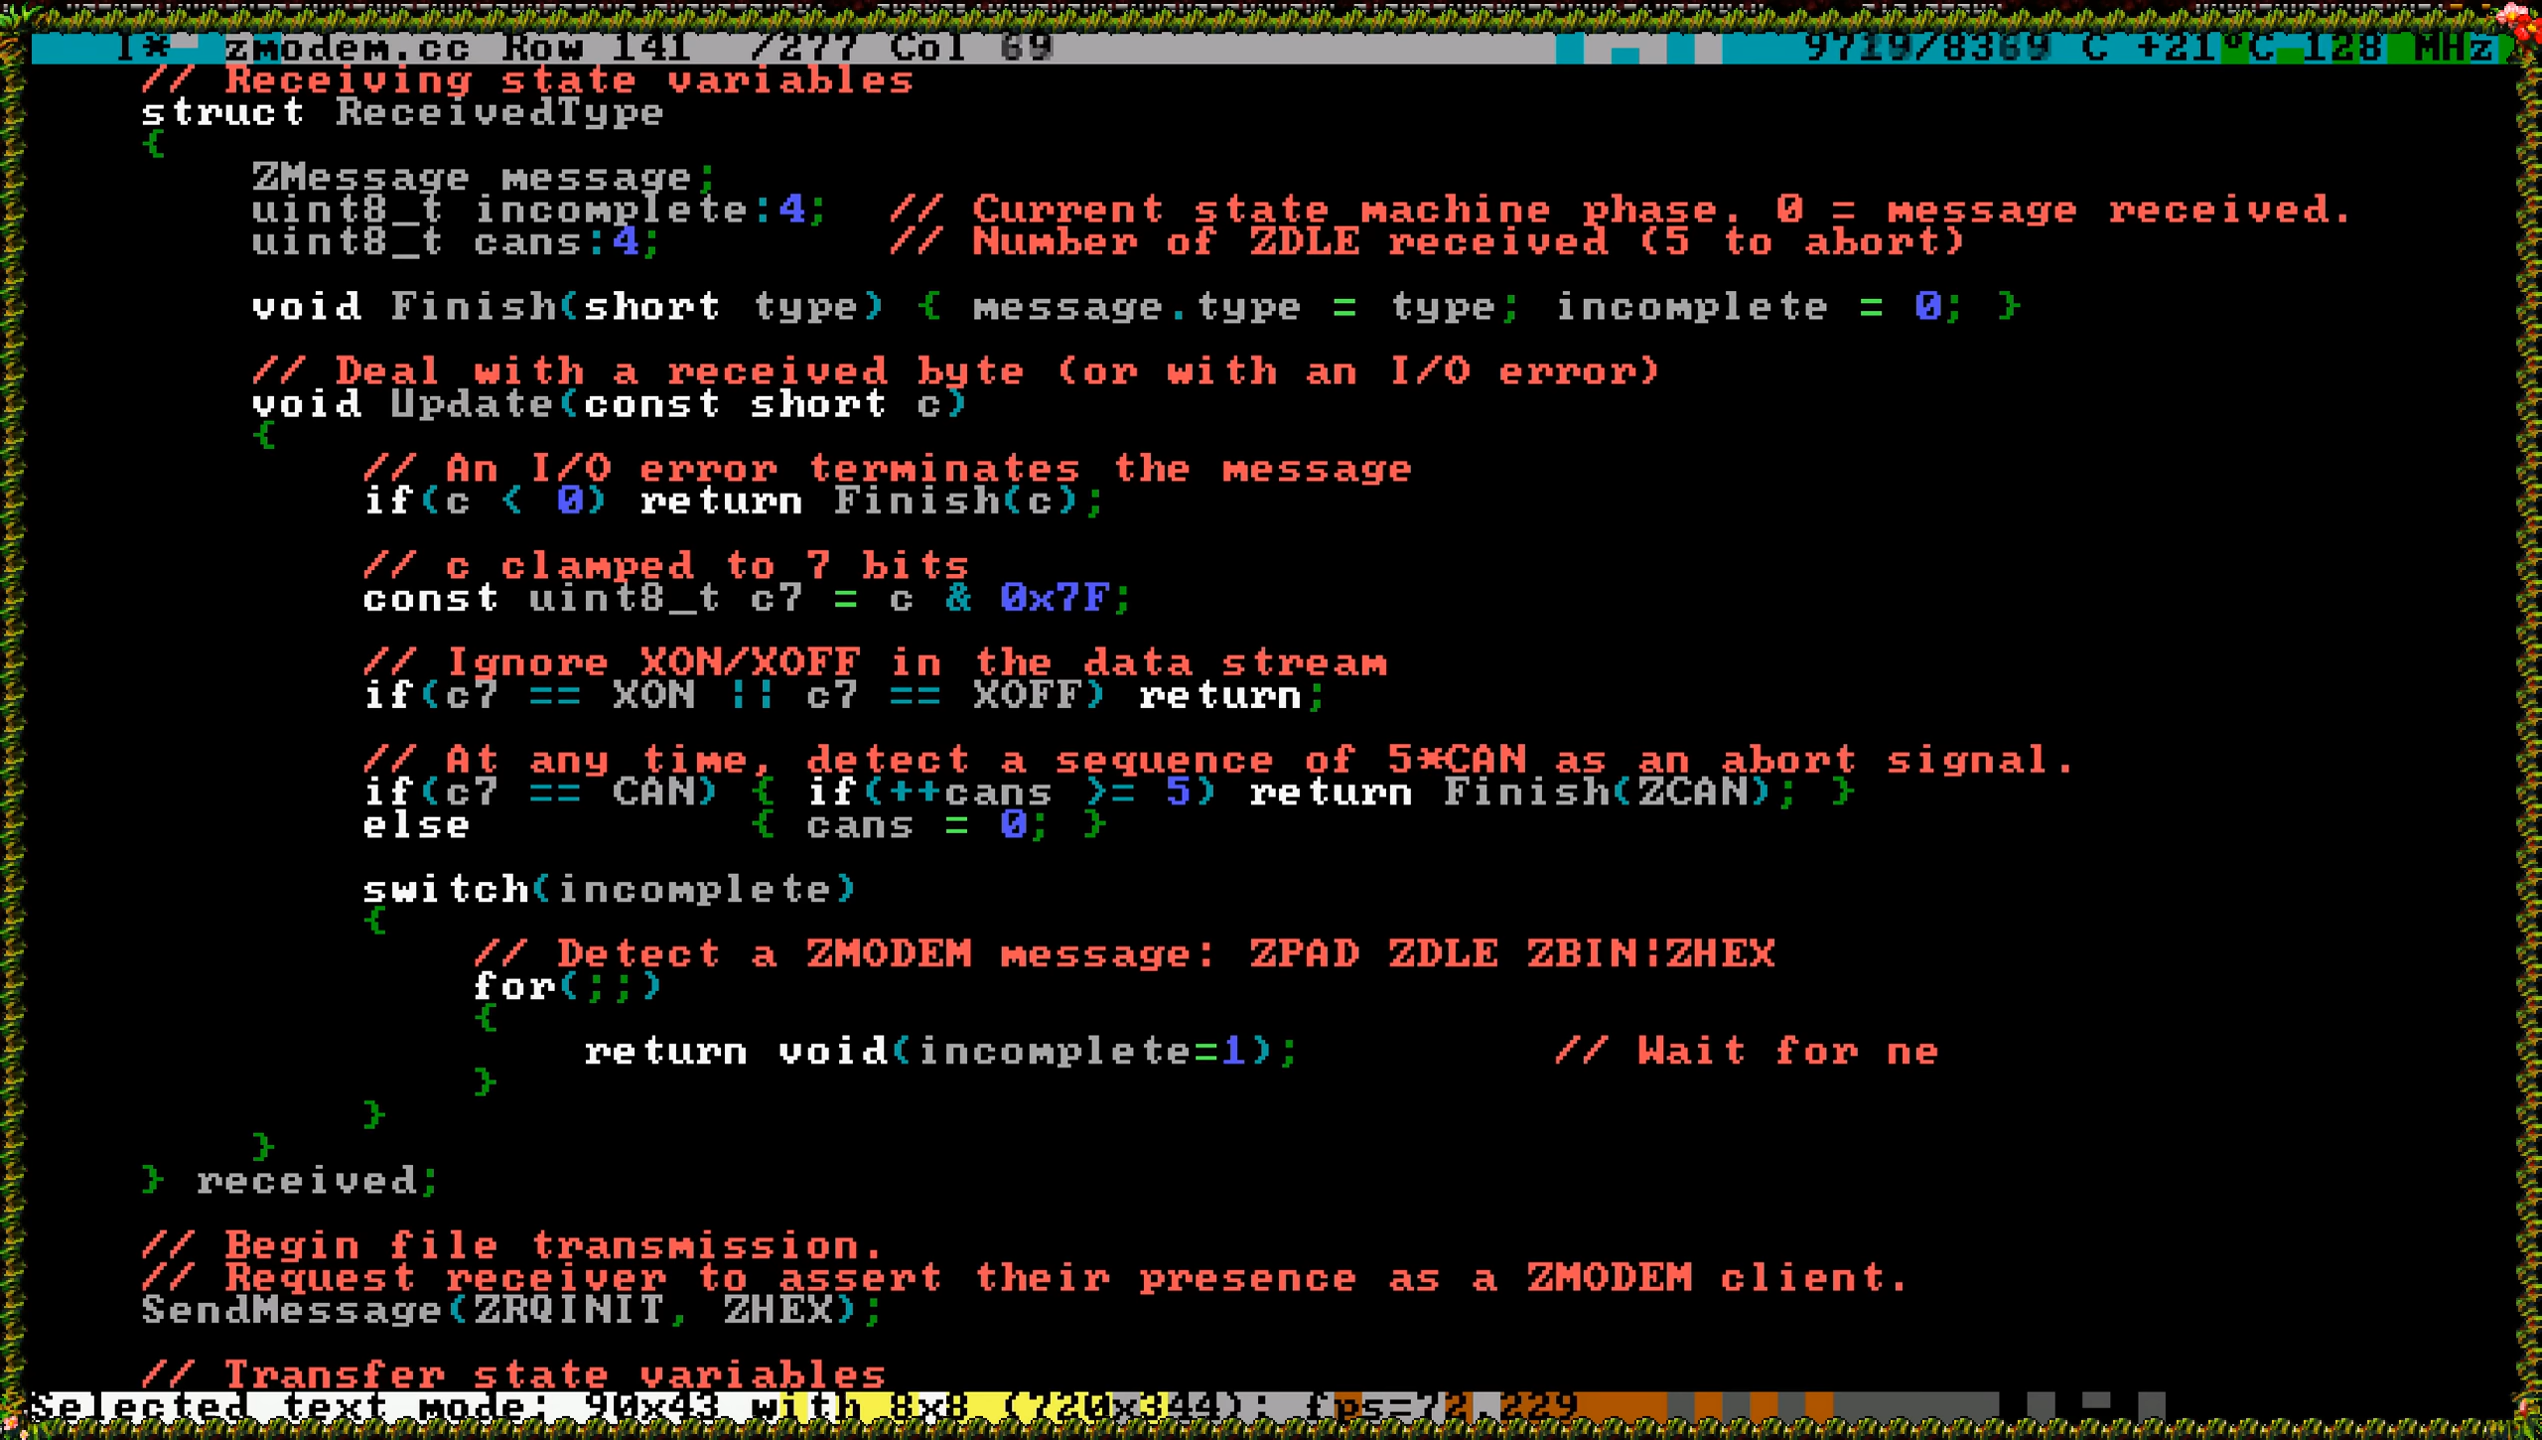 1* zmodem.cc Row 141 /277 Col 69 9719/8369 C +21°C 128 MHz
// Receiving state variables
struct ReceivedType
{
ZMessage message;
uint8_t incomplete:4; // Current state machine phase. 0 = message received.
uint8_t cans:4; // Number of ZDLE received (5 to abort)
void Finish(short type) { message.type = type; incomplete = 0; }
// Deal with a received byte (or with an I/O error)
void Update(const short c)
{
// An I/O error terminates the message
if(c < 0) return Finish(c);
// c clamped to 7 bits
const uint8_t c7 = c & 0x7F;
// Ignore XON/XOFF in the data stream
if(c7 == XON || c7 == XOFF) return;
// At any time, detect a sequence of 5*CAN as an abort signal.
if(c7 == CAN) { if(++cans >= 5) return Finish(ZCAN); }
else { cans = 0; }
switch(incomplete)
{
// Detect a ZMODEM message: ZPAD ZDLE ZBIN|ZHEX
for(;;)
{
return void(incomplete=1); // Wait for ne
}
}
}
} received;
// Begin file transmission.
// Request receiver to assert their presence as a ZMODEM client.
SendMessage(ZRQINIT, ZHEX);
// Transfer state variables
Selected text mode: 90x43 with 8x8 (720x344); fps=72.229